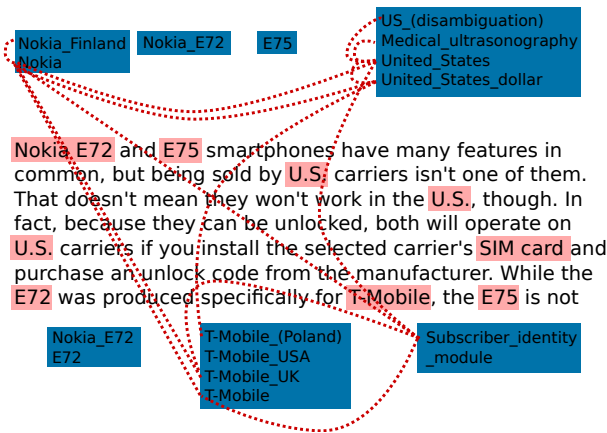 Nokia_Finland
Nokia
Nokia_E72
E75
US_(disambiguation)
Medical_ultrasonography
United_States
United_States_dollar
Nokia E72 and E75 smartphones have many features in
common, but being sold by U.S. carriers isn't one of them.
That doesn't mean they won't work in the U.S., though. In
fact, because they can be unlocked, both will operate on
U.S. carriers if you install the selected carrier's SIM card and
purchase an unlock code from the manufacturer. While the
E72 was produced specifically for T-Mobile, the E75 is not
Nokia_E72
E72
T-Mobile_(Poland)
T-Mobile_USA
T-Mobile_UK
T-Mobile
Subscriber_identity
_module